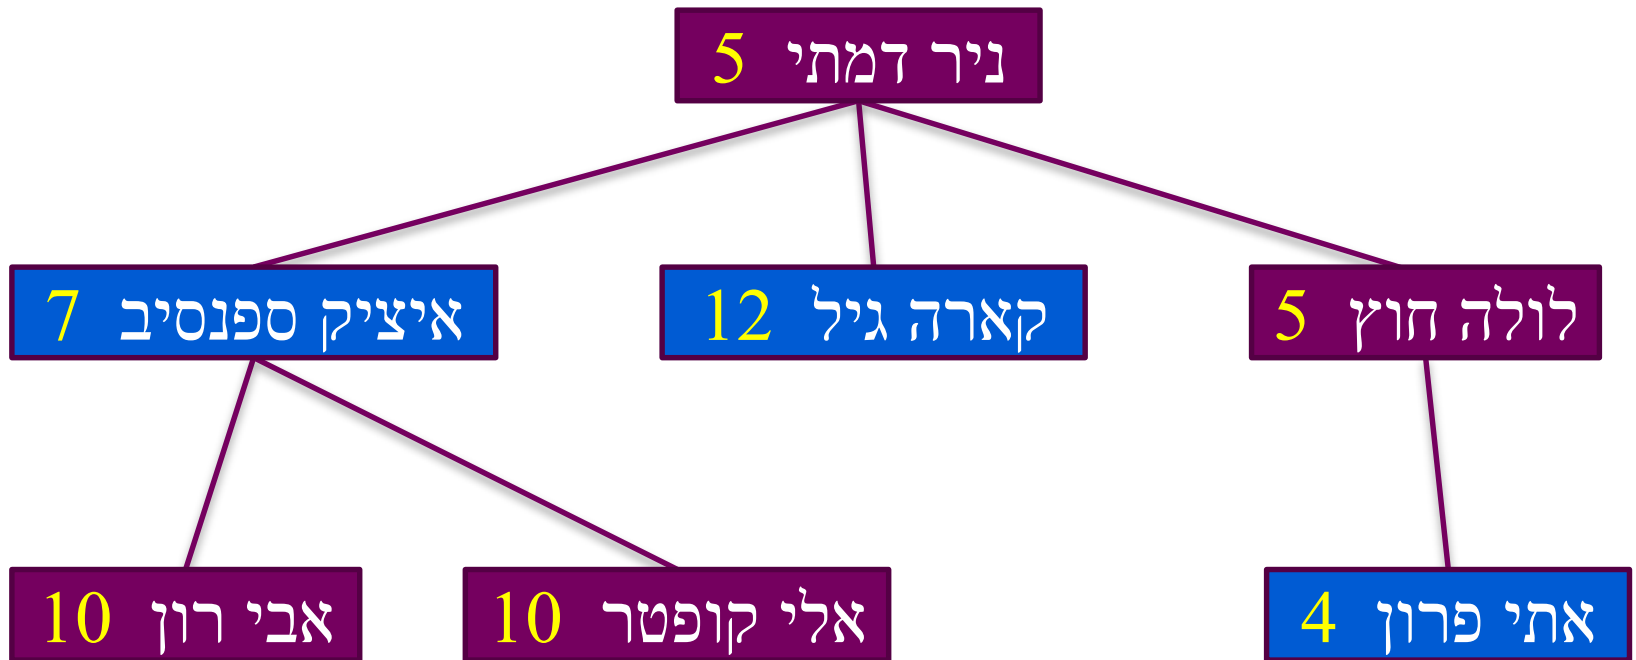 ניר דמתי 5
לולה חוץ 5
קארה גיל 12
איציק ספנסיב 7
אתי פרון 4
אלי קופטר 10
אבי רון 10